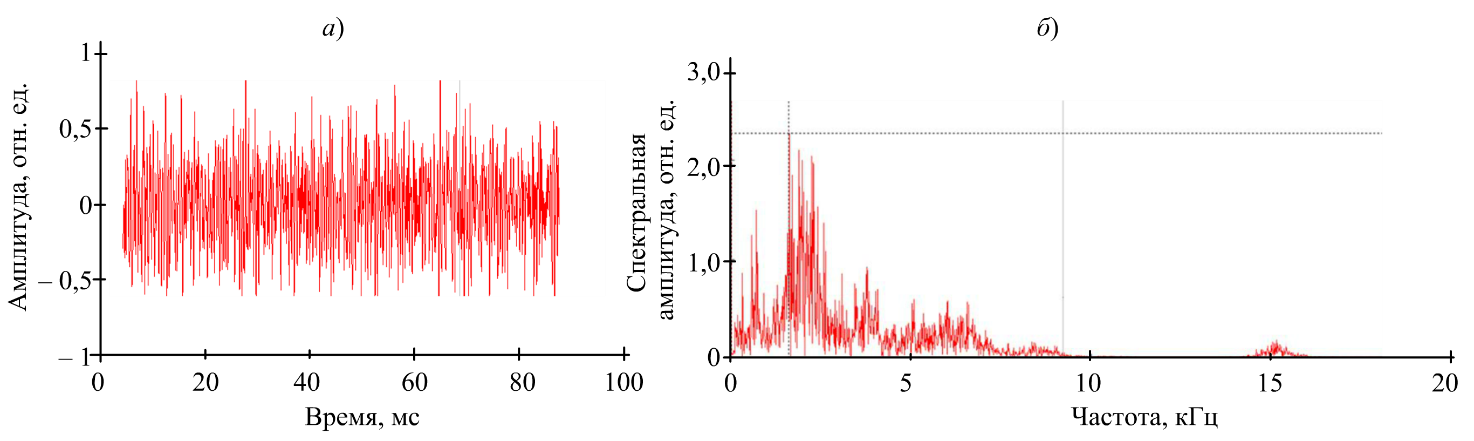 а)
Амплитуда, отн. ед.
1
0,5
0
– 0,5
– 1
0 20 40 60 80 100
Время, мс
б)
Спектральная
амплитуда, отн. ед.
3,0
2,0
1,0
0
0 5 10 15 20
Частота, кГц